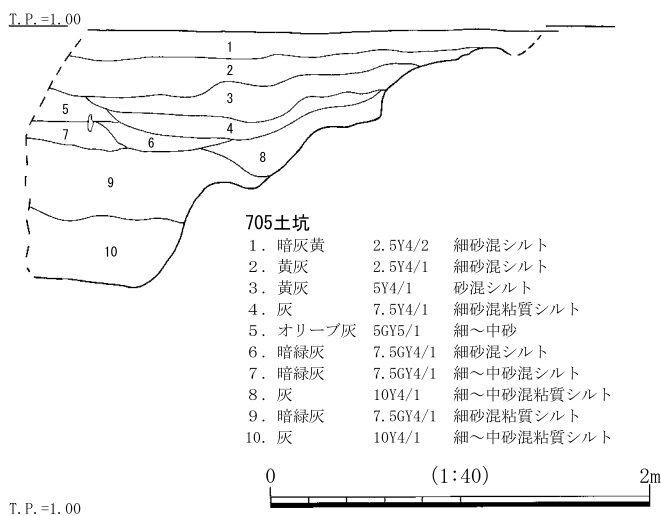 T.P.=1.00
1
2
3
5
4
7
6
8
9
10
705土坑
1. 暗灰黄 2.5Y4/2 細砂混シルト
2. 黄灰 2.5Y4/1 細砂混シルト
3. 黄灰 5Y4/1 砂混シルト
4. 灰 7.5Y4/1 細砂混粘質シルト
5. オリーブ灰 5GY5/1 細～中砂
6. 暗緑灰 7.5GY4/1 細砂混シルト
7. 暗緑灰 7.5GY4/1 細～中砂混シルト
8. 灰 10Y4/1 細～中砂混粘質シルト
9. 暗緑灰 7.5GY4/1 細砂混粘質シルト
10. 灰 10Y4/1 細～中砂混粘質シルト
0 (1:40) 2m
T.P.=1.00